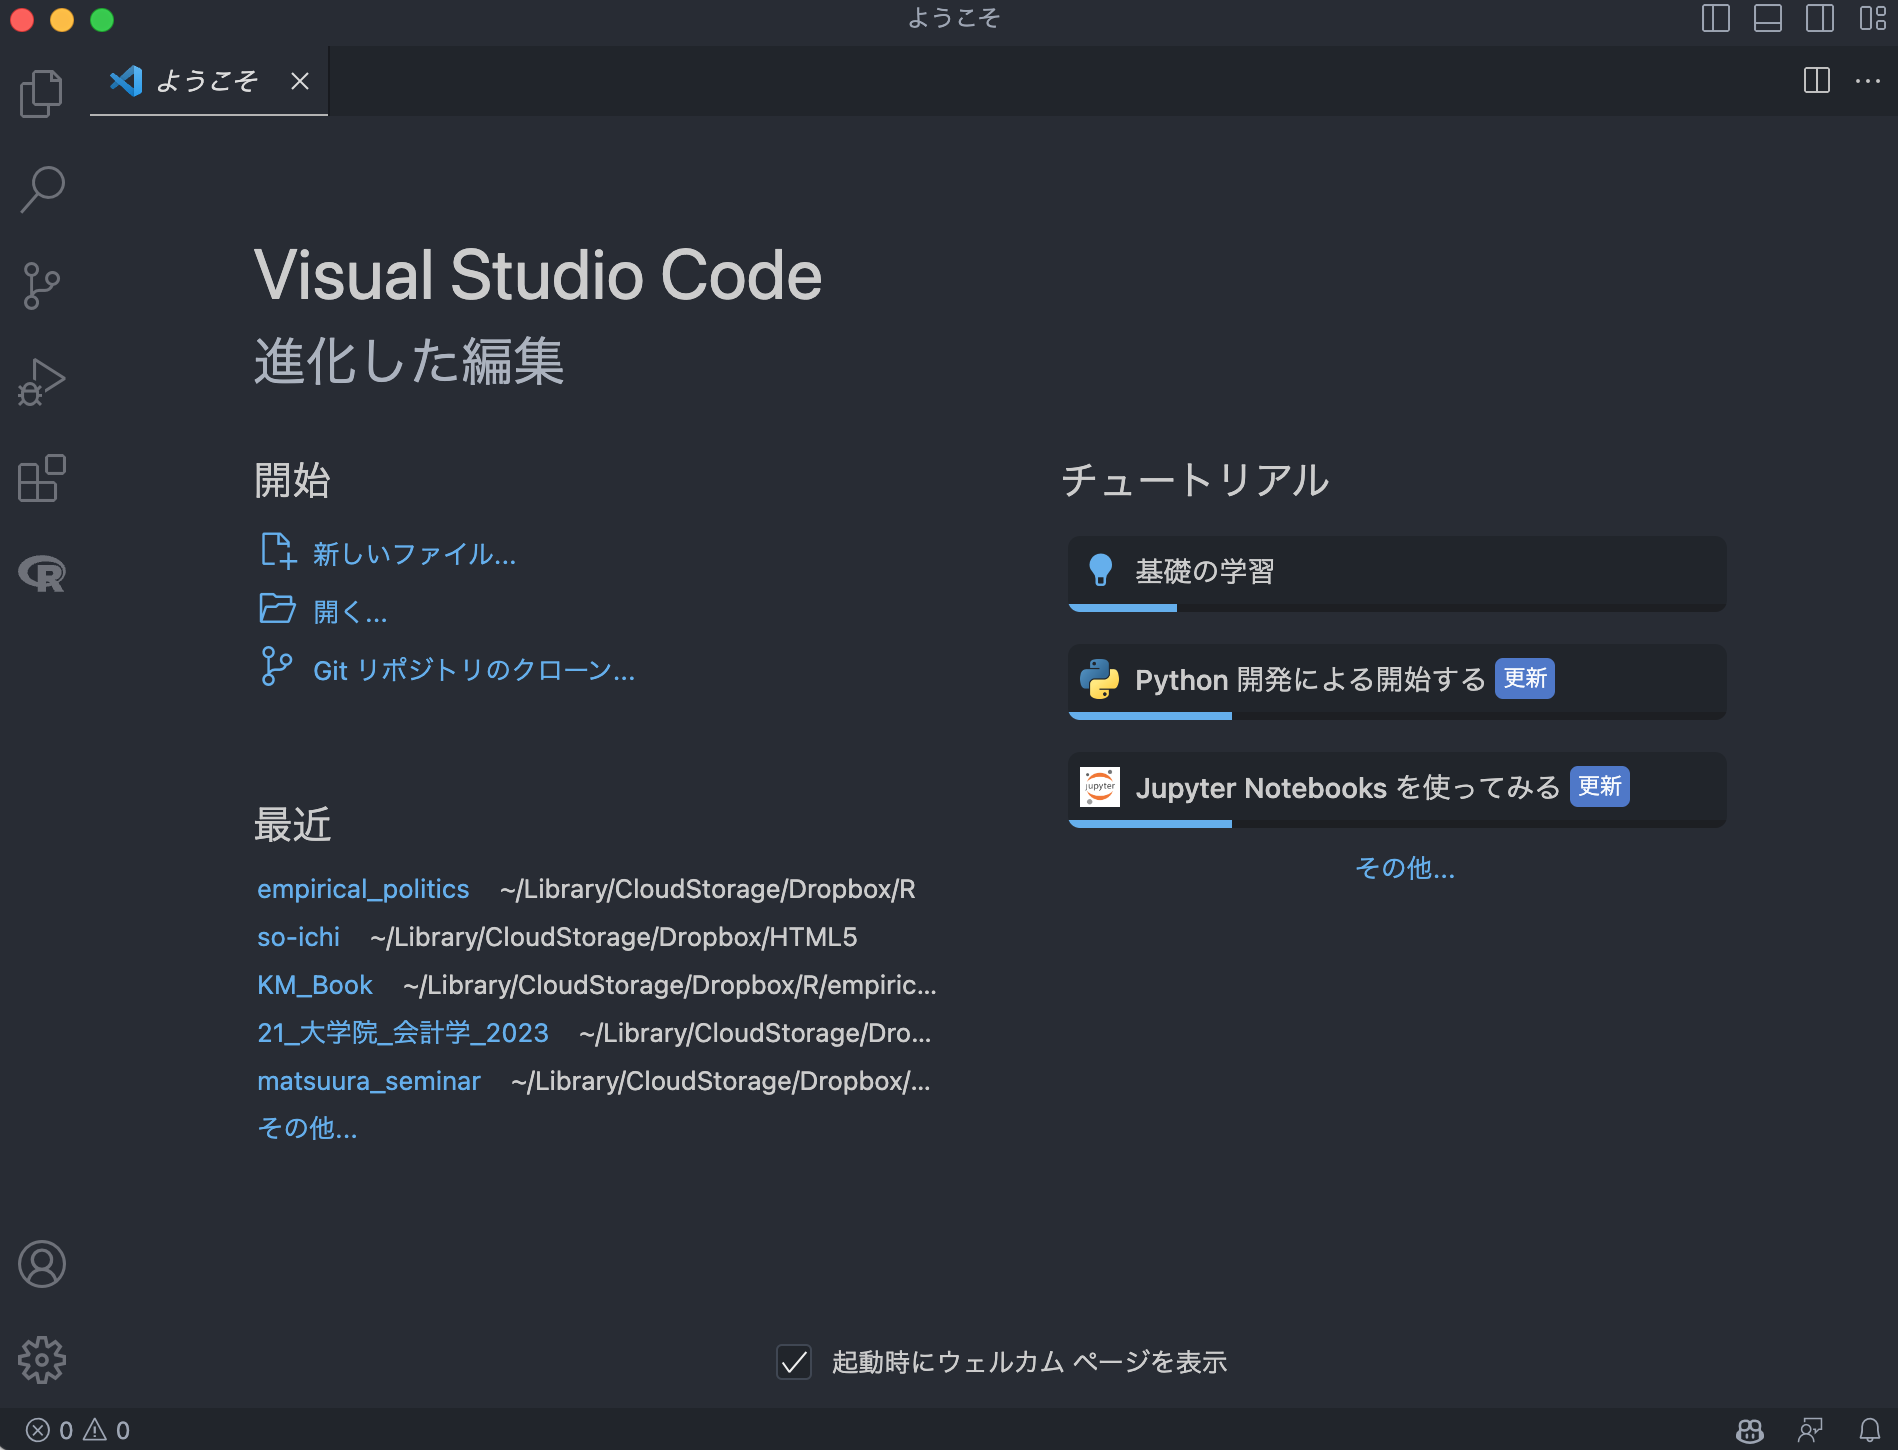 ようこそ
ようこそ
Visual Studio Code
進化した編集
開始
新しいファイル...
開く...
Git リポジトリのクローン...
最近
empirical_politics ~/Library/CloudStorage/Dropbox/R
so-ichi ~/Library/CloudStorage/Dropbox/HTML5
KM_Book ~/Library/CloudStorage/Dropbox/R/empiric...
21_大学院_会計学_2023 ~/Library/CloudStorage/Dro...
matsuura_seminar ~/Library/CloudStorage/Dropbox/...
その他...
チュートリアル
基礎の学習
Python 開発による開始する 更新
jupyter Jupyter Notebooks を使ってみる 更新
その他...
起動時にウェルカム ページを表示
0 0